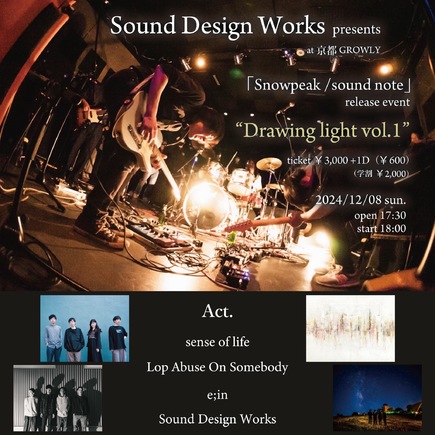 Sound Design Works presents
at 京都 GROWLY
「Snowpeak /sound note」
release event
“Drawing light vol.1”
ticket ￥3,000+1D（￥600）
（学割 ￥2,000）
2024/12/08 sun.
open 17:30
start 18:00
Act.
sense of life
Lop Abuse On Somebody
e;in
Sound Design Works